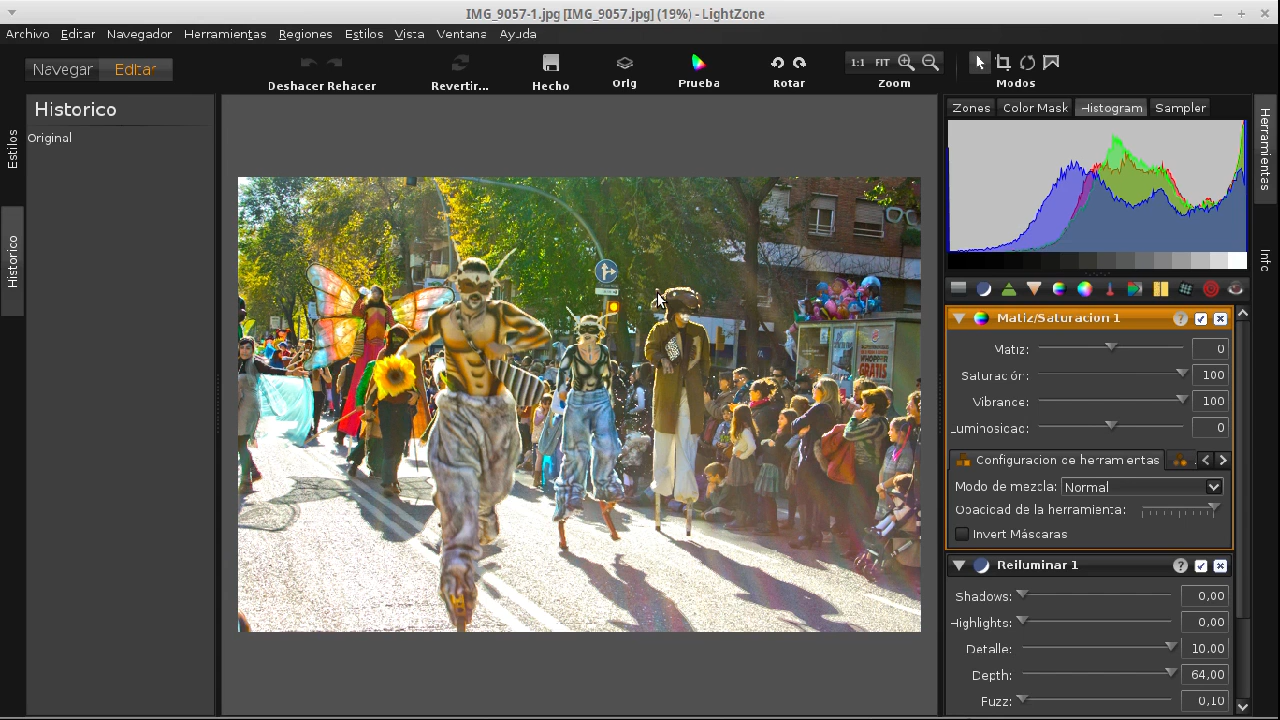 IMG_9057-1.jpg [IMG_9057.jpg] (19%) - LightZone
Archivo Editar Navegador Herramientas Regiones Estilos Vista Ventana Ayuda
Navegar Editar
Deshacer Rehacer Revertir... Hecho Orig Prueba Rotar Zoom Modos
1:1 FIT
Estilos
Historico
Historico
Original
Zones Color Mask Histogram Sampler
Herramientas
Info
Matiz/Saturacion 1
Matiz: 0
Saturación: 100
Vibrance: 100
Luminosidad: 0
Configuracion de herramientas
Modo de mezcla: Normal
Opacidad de la herramienta:
Invert Máscaras
Reiluminar 1
Shadows: 0,00
Highlights: 0,00
Detalle: 10,00
Depth: 64,00
Fuzz: 0,10
WHOPPER
GRATIS